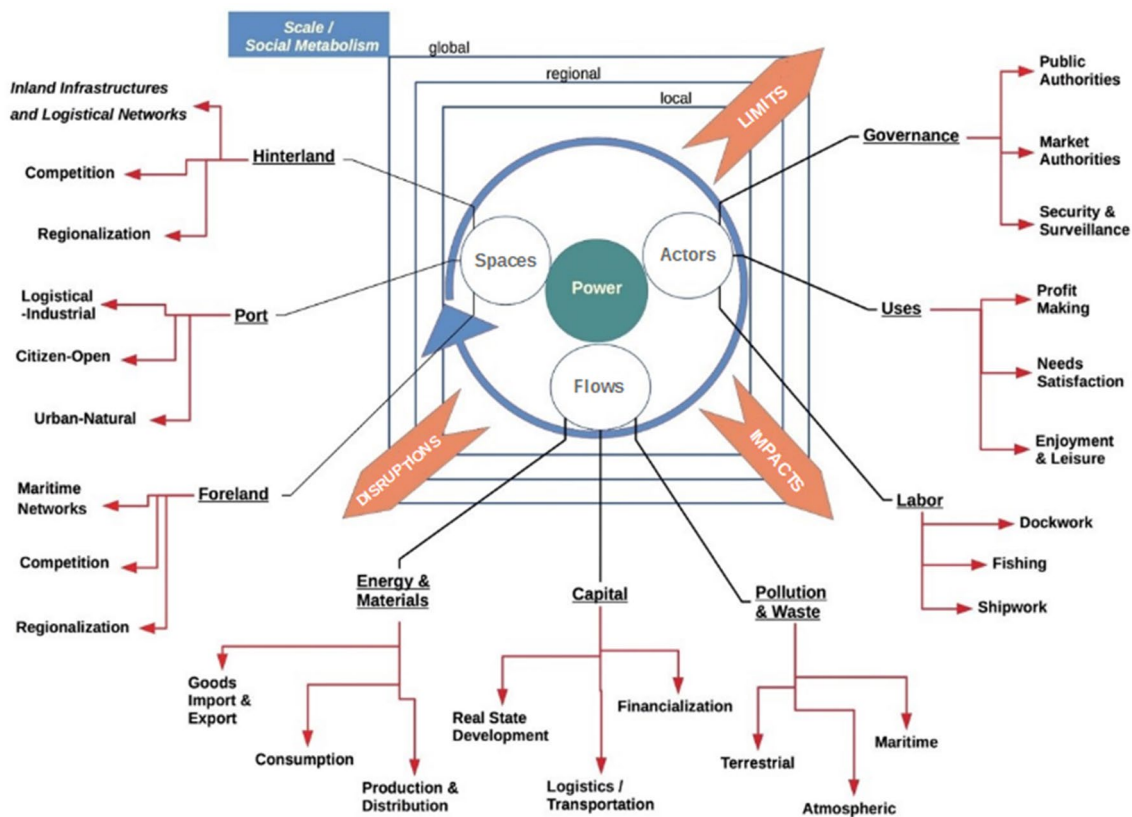 Scale /
Social Metabolism
global
regional
local
LIMITS
DISRUPTIONS
IMPACTS
Spaces
Power
Actors
Flows
Hinterland
Inland Infrastructures
and Logistical Networks
Competition
Regionalization
Port
Logistical
-Industrial
Citizen-Open
Urban-Natural
Foreland
Maritime
Networks
Competition
Regionalization
Governance
Public
Authorities
Market
Authorities
Security &
Surveillance
Uses
Profit
Making
Needs
Satisfaction
Enjoyment
& Leisure
Labor
Dockwork
Fishing
Shipwork
Energy &
Materials
Goods
Import &
Export
Consumption
Production &
Distribution
Capital
Real State
Development
Logistics /
Transportation
Financialization
Pollution
& Waste
Terrestrial
Atmospheric
Maritime